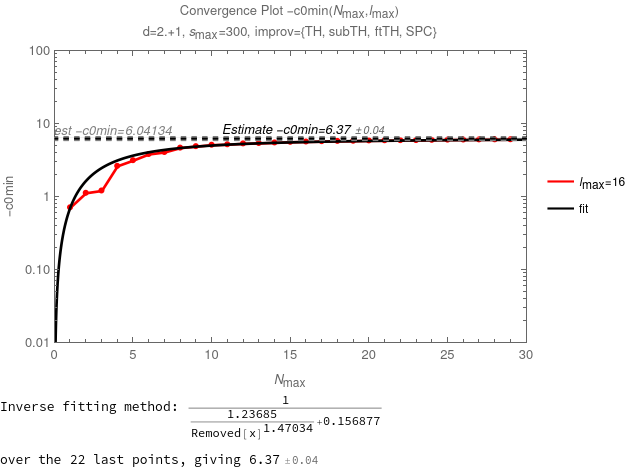 Convergence Plot −c0min(Nmax,lmax)
d=2.+1, smax=300, improv={TH, subTH, ftTH, SPC}
100
10
1
0.10
0.01
−c0min
est −c0min=6.04134
Estimate −c0min=6.37 ±0.04
0 5 10 15 20 25 30
Nmax
lmax=16
fit
Inverse fitting method:
1
1.23685
Removed[x]1.47034 +0.156877
over the 22 last points, giving 6.37 ±0.04